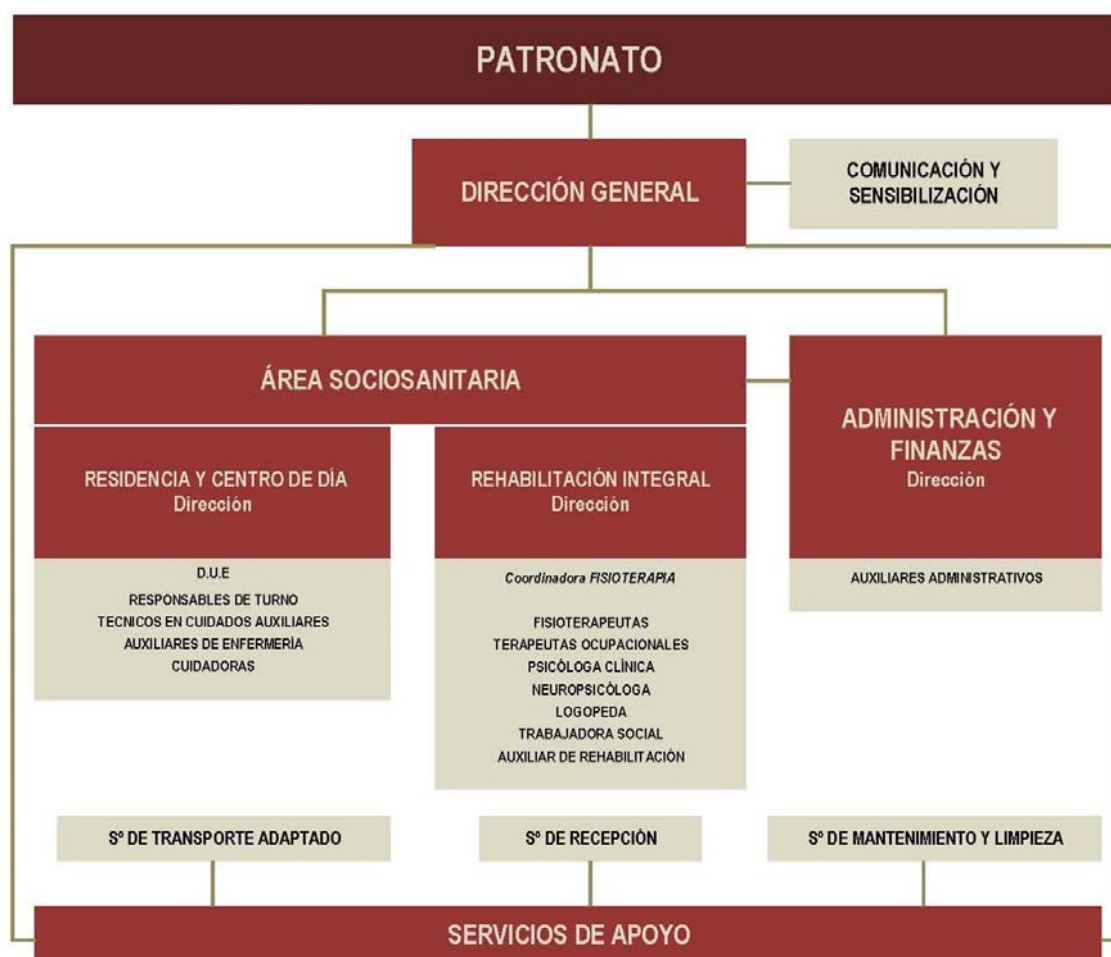 PATRONATO
DIRECCIÓN GENERAL
COMUNICACIÓN Y
SENSIBILIZACIÓN
ÁREA SOCIOSANITARIA
ADMINISTRACIÓN Y
FINANZAS
Dirección
RESIDENCIA Y CENTRO DE DÍA
Dirección
REHABILITACIÓN INTEGRAL
Dirección
D.U.E
RESPONSABLES DE TURNO
TECNICOS EN CUIDADOS AUXILIARES
AUXILIARES DE ENFERMERÍA
CUIDADORAS
Coordinadora FISIOTERAPIA
FISIOTERAPEUTAS
TERAPEUTAS OCUPACIONALES
PSICÓLOGA CLÍNICA
NEUROPSICÓLOGA
LOGOPEDA
TRABAJADORA SOCIAL
AUXILIAR DE REHABILITACIÓN
AUXILIARES ADMINISTRATIVOS
Sº DE TRANSPORTE ADAPTADO
Sº DE RECEPCIÓN
Sº DE MANTENIMIENTO Y LIMPIEZA
SERVICIOS DE APOYO